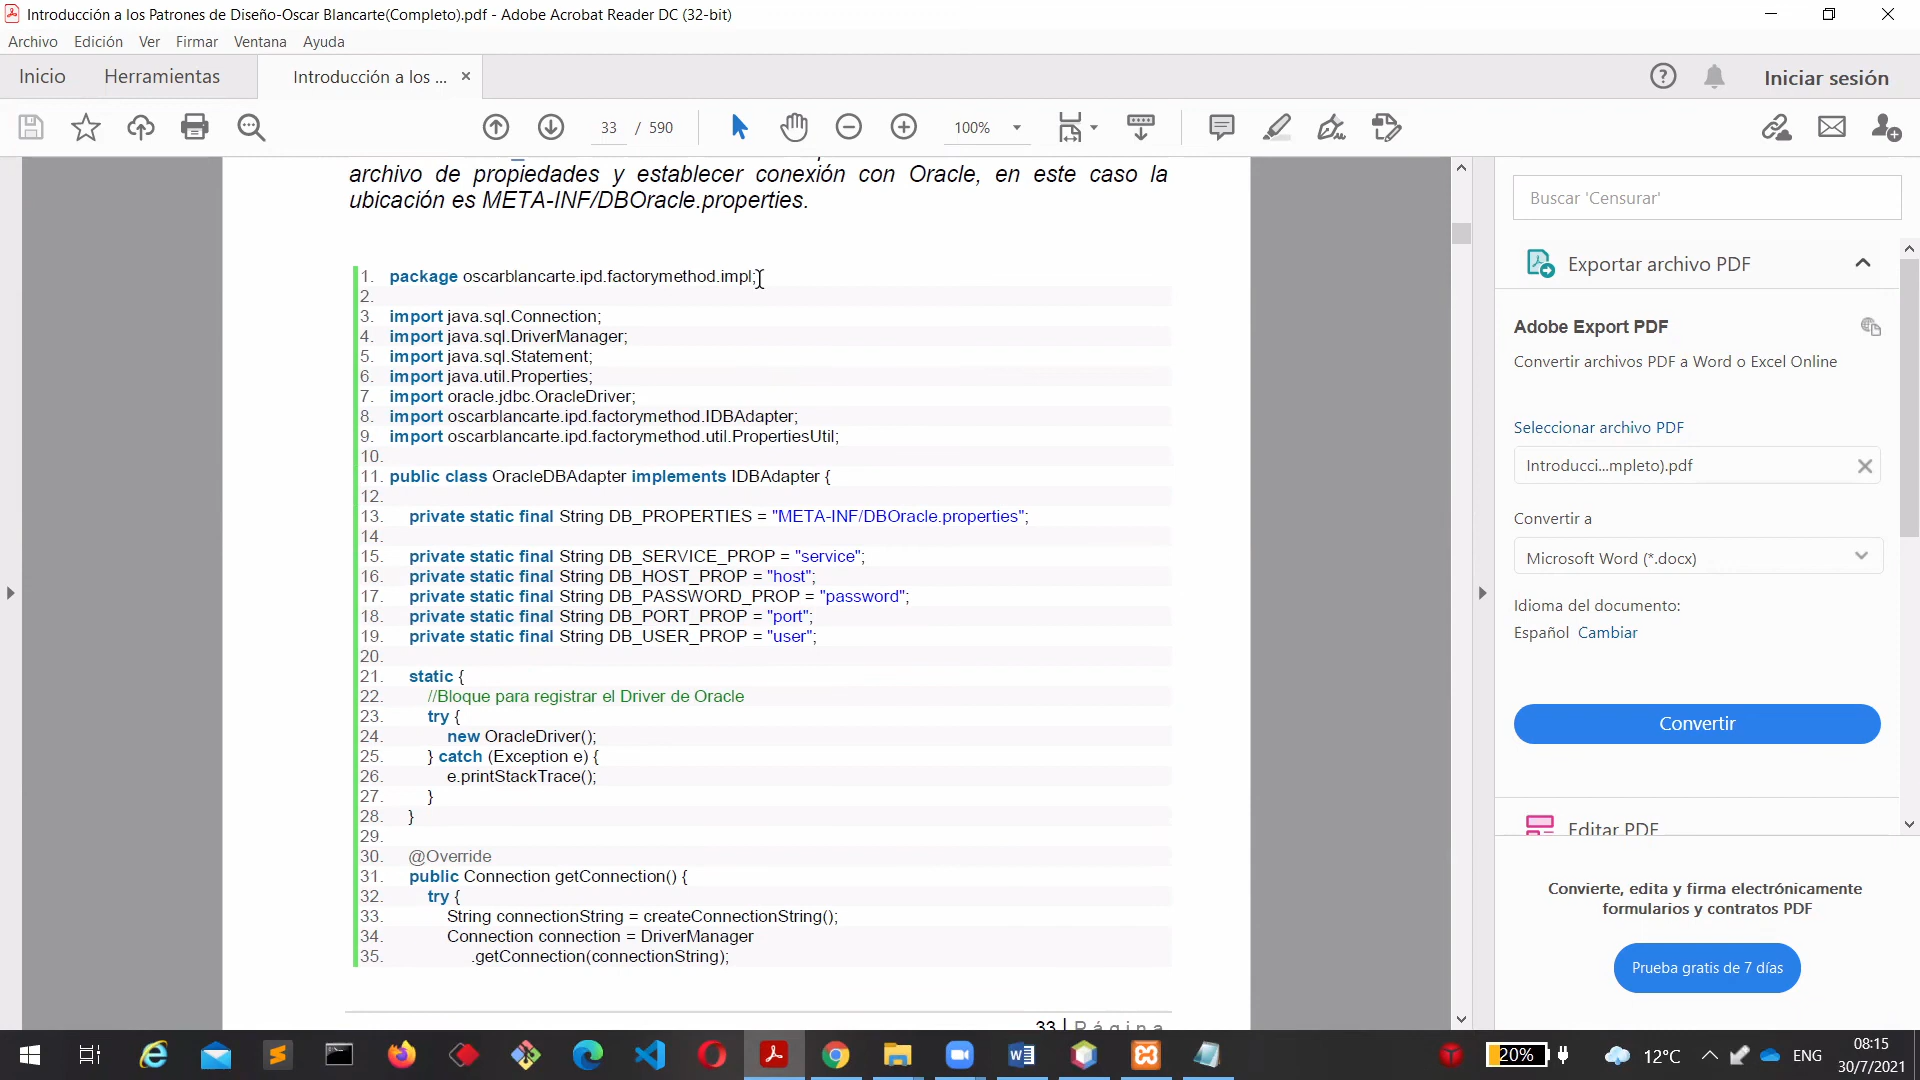 Introducción a los Patrones de Diseño-Oscar Blancarte(Completo).pdf - Adobe Acrobat Reader DC (32-bit)
Archivo Edición Ver Firmar Ventana Ayuda
Inicio Herramientas Introducción a los ... × Iniciar sesión
33 / 590 100%
archivo de propiedades y establecer conexión con Oracle, en este caso la
ubicación es META-INF/DBOracle.properties.
1. package oscarblancarte.ipd.factorymethod.impl;
2.
3. import java.sql.Connection;
4. import java.sql.DriverManager;
5. import java.sql.Statement;
6. import java.util.Properties;
7. import oracle.jdbc.OracleDriver;
8. import oscarblancarte.ipd.factorymethod.IDBAdapter;
9. import oscarblancarte.ipd.factorymethod.util.PropertiesUtil;
10.
11. public class OracleDBAdapter implements IDBAdapter {
12.
13. private static final String DB_PROPERTIES = "META-INF/DBOracle.properties";
14.
15. private static final String DB_SERVICE_PROP = "service";
16. private static final String DB_HOST_PROP = "host";
17. private static final String DB_PASSWORD_PROP = "password";
18. private static final String DB_PORT_PROP = "port";
19. private static final String DB_USER_PROP = "user";
20.
21. static {
22. //Bloque para registrar el Driver de Oracle
23. try {
24. new OracleDriver();
25. } catch (Exception e) {
26. e.printStackTrace();
27. }
28. }
29.
30. @Override
31. public Connection getConnection() {
32. try {
33. String connectionString = createConnectionString();
34. Connection connection = DriverManager
35. .getConnection(connectionString);
33 | Página
Buscar 'Censurar'
Exportar archivo PDF
Adobe Export PDF
Convertir archivos PDF a Word o Excel Online
Seleccionar archivo PDF
Introducci...mpleto).pdf
Convertir a
Microsoft Word (*.docx)
Idioma del documento:
Español Cambiar
Convertir
Editar PDF
Convierte, edita y firma electrónicamente
formularios y contratos PDF
Prueba gratis de 7 días
20% 12°C ENG 08:15
30/7/2021